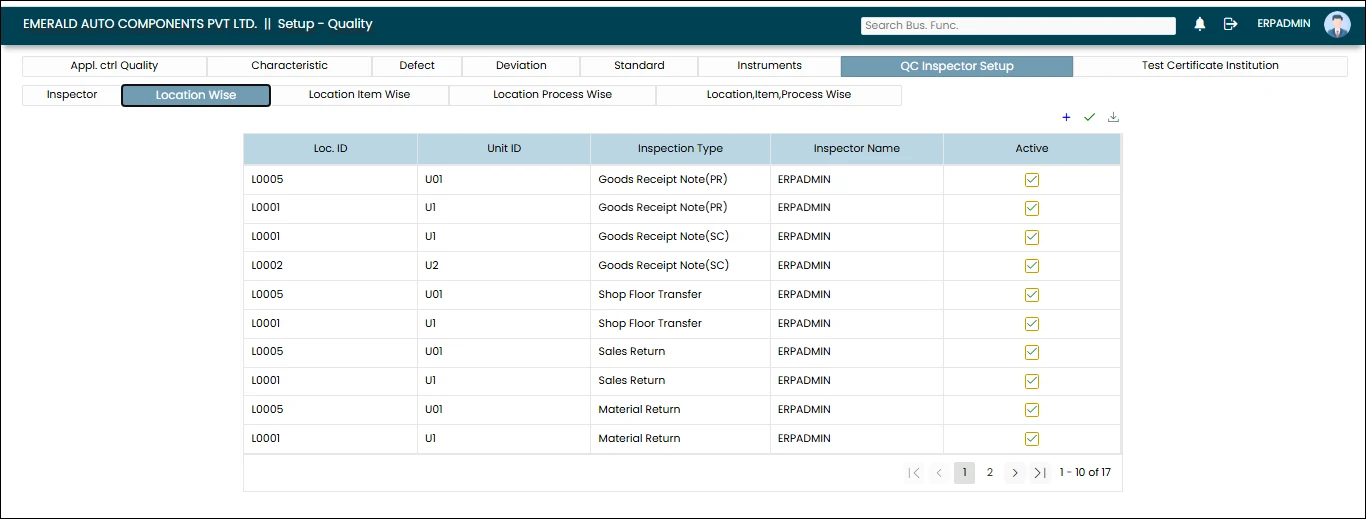 EMERALD AUTO COMPONENTS PVT LTD. || Setup - Quality
Search Bus. Func.
ERPADMIN
Appl. ctrl Quality Characteristic Defect Deviation Standard Instruments QC Inspector Setup Test Certificate Institution
Inspector Location Wise Location Item Wise Location Process Wise Location,Item,Process Wise
Loc. ID Unit ID Inspection Type Inspector Name Active
L0005 U01 Goods Receipt Note(PR) ERPADMIN
L0001 U1 Goods Receipt Note(PR) ERPADMIN
L0001 U1 Goods Receipt Note(SC) ERPADMIN
L0002 U2 Goods Receipt Note(SC) ERPADMIN
L0005 U01 Shop Floor Transfer ERPADMIN
L0001 U1 Shop Floor Transfer ERPADMIN
L0005 U01 Sales Return ERPADMIN
L0001 U1 Sales Return ERPADMIN
L0005 U01 Material Return ERPADMIN
L0001 U1 Material Return ERPADMIN
1 2 1 - 10 of 17